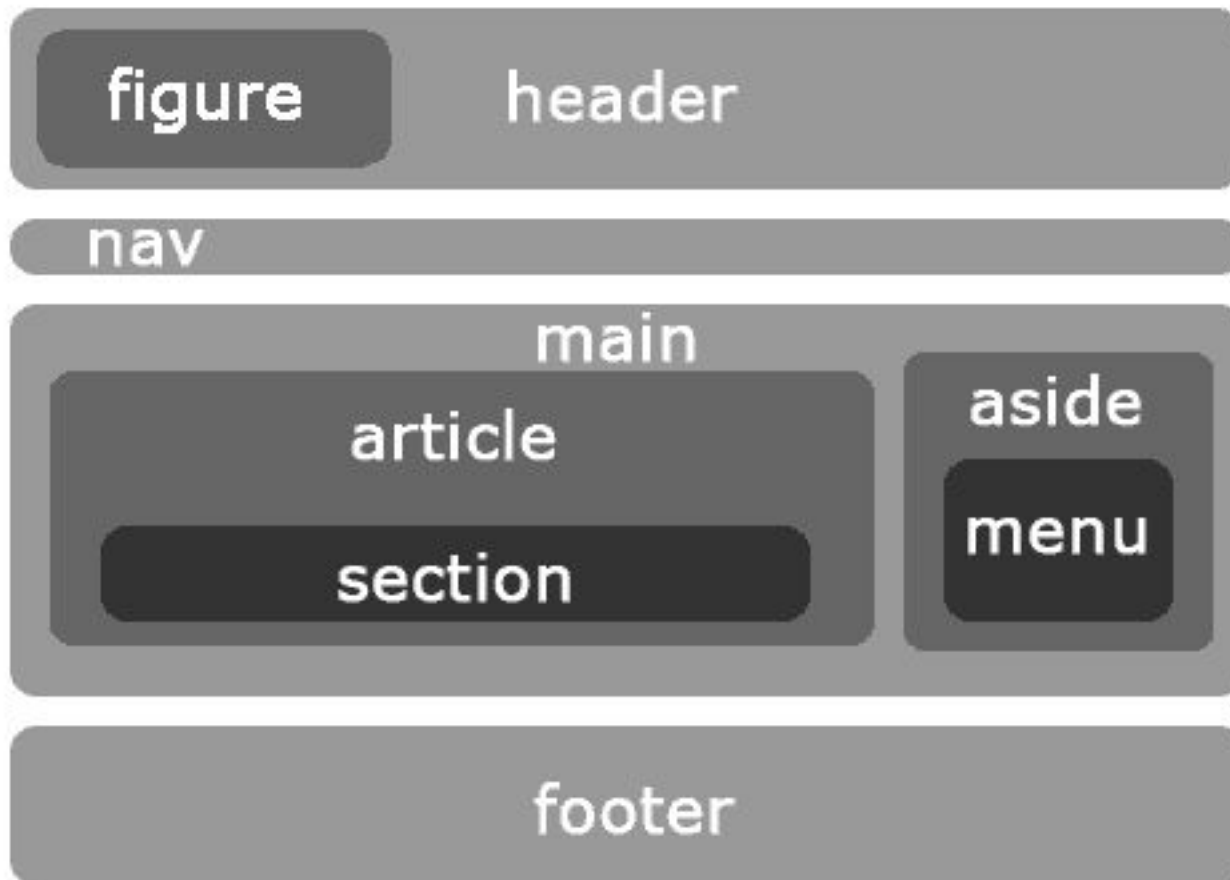 figure
header
nav
main
article
aside
section
menu
footer